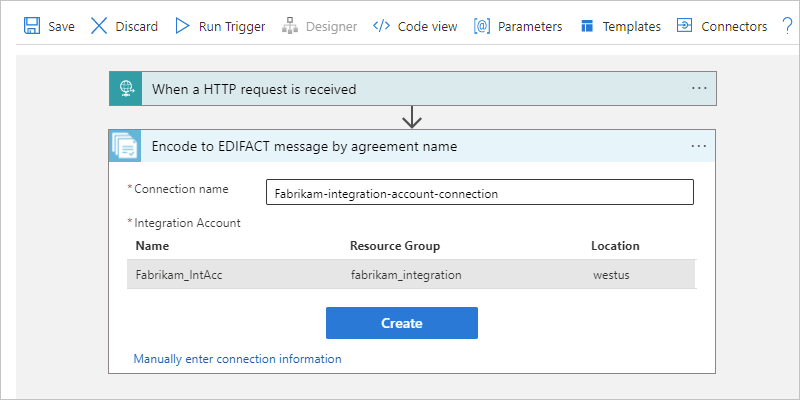 Save Discard Run Trigger Designer </> Code view [@] Parameters Templates Connectors ?
When a HTTP request is received ...
Encode to EDIFACT message by agreement name ...
*Connection name Fabrikam-integration-account-connection
*Integration Account
Name Resource Group Location
Fabrikam_IntAcc fabrikam_integration westus
Create
Manually enter connection information